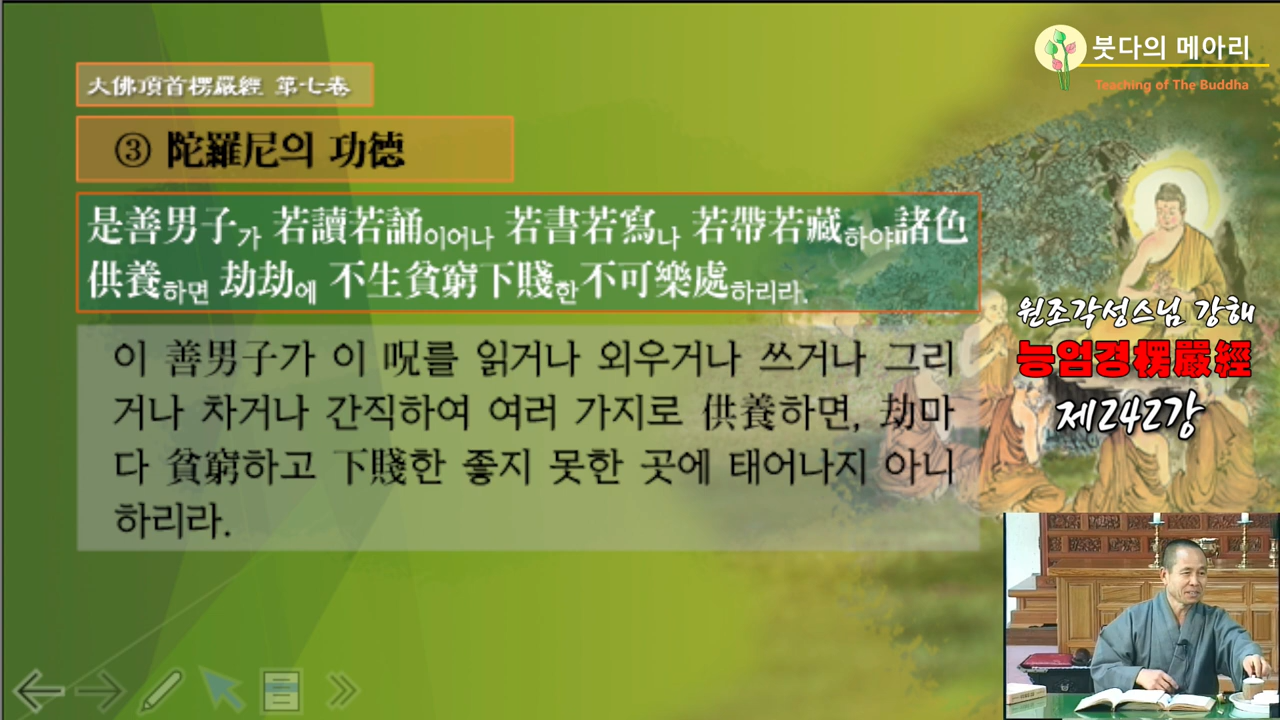 붓다의 메아리
Teaching of The Buddha
大佛頂首楞嚴經 第七卷
③ 陀羅尼의 功德
是善男子가 若讀若誦이어나 若書若寫나 若帶若藏하야諸色
供養하면 劫劫에 不生貧窮下賤한不可樂處하리라.
이 善男子가 이 呪를 읽거나 외우거나 쓰거나 그리
거나 차거나 간직하여 여러 가지로 供養하면, 劫마
다 貧窮하고 下賤한 좋지 못한 곳에 태어나지 아니
하리라.
원조각성스님 강해
능엄경楞嚴經
제242강